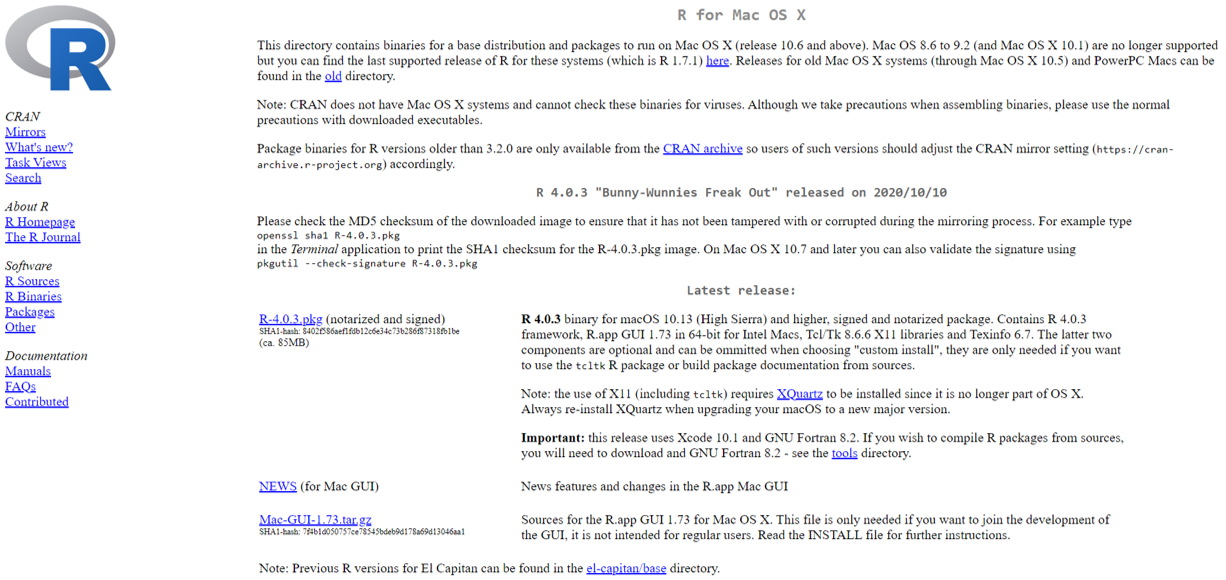 R
CRAN
Mirrors
What's new?
Task Views
Search
About R
R Homepage
The R Journal
Software
R Sources
R Binaries
Packages
Other
Documentation
Manuals
FAQs
Contributed
R for Mac OS X
This directory contains binaries for a base distribution and packages to run on Mac OS X (release 10.6 and above). Mac OS 8.6 to 9.2 (and Mac OS X 10.1) are no longer supported
but you can find the last supported release of R for these systems (which is R 1.7.1) here. Releases for old Mac OS X systems (through Mac OS X 10.5) and PowerPC Macs can be
found in the old directory.
Note: CRAN does not have Mac OS X systems and cannot check these binaries for viruses. Although we take precautions when assembling binaries, please use the normal
precautions with downloaded executables.
Package binaries for R versions older than 3.2.0 are only available from the CRAN archive so users of such versions should adjust the CRAN mirror setting (https://cran-
archive.r-project.org) accordingly.
R 4.0.3 "Bunny-Wunnies Freak Out" released on 2020/10/10
Please check the MD5 checksum of the downloaded image to ensure that it has not been tampered with or corrupted during the mirroring process. For example type
openssl sha1 R-4.0.3.pkg
in the Terminal application to print the SHA1 checksum for the R-4.0.3.pkg image. On Mac OS X 10.7 and later you can also validate the signature using
pkgutil --check-signature R-4.0.3.pkg
Latest release:
R-4.0.3.pkg (notarized and signed)
SHA1-hash: 8402f586aef1fdb12c6e34c73b286f87318fb1be
(ca. 85MB)
R 4.0.3 binary for macOS 10.13 (High Sierra) and higher, signed and notarized package. Contains R 4.0.3
framework, R.app GUI 1.73 in 64-bit for Intel Macs, Tcl/Tk 8.6.6 X11 libraries and Texinfo 6.7. The latter two
components are optional and can be ommitted when choosing "custom install", they are only needed if you want
to use the tcltk R package or build package documentation from sources.
Note: the use of X11 (including tcltk) requires XQuartz to be installed since it is no longer part of OS X.
Always re-install XQuartz when upgrading your macOS to a new major version.
Important: this release uses Xcode 10.1 and GNU Fortran 8.2. If you wish to compile R packages from sources,
you will need to download and GNU Fortran 8.2 - see the tools directory.
NEWS (for Mac GUI)
News features and changes in the R.app Mac GUI
Mac-GUI-1.73.tar.gz
SHA1-hash: 7f4b1d050757ce78545bdeb9d178a69d13046aa1
Sources for the R.app GUI 1.73 for Mac OS X. This file is only needed if you want to join the development of
the GUI, it is not intended for regular users. Read the INSTALL file for further instructions.
Note: Previous R versions for El Capitan can be found in the el-capitan/base directory.